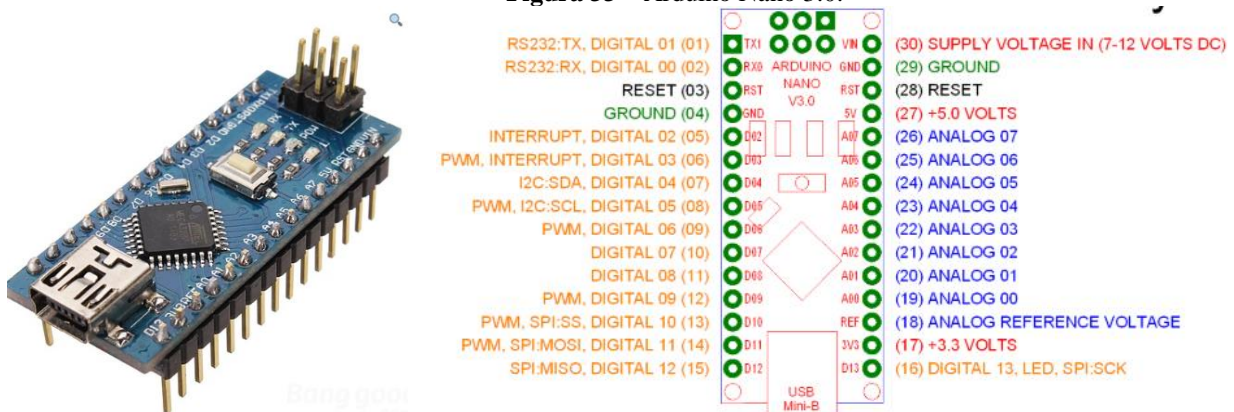 Figura 33 – Arduino Nano 3.0.
RS232:TX, DIGITAL 01 (01)
RS232:RX, DIGITAL 00 (02)
RESET (03)
GROUND (04)
INTERRUPT, DIGITAL 02 (05)
PWM, INTERRUPT, DIGITAL 03 (06)
I2C:SDA, DIGITAL 04 (07)
PWM, I2C:SCL, DIGITAL 05 (08)
PWM, DIGITAL 06 (09)
DIGITAL 07 (10)
DIGITAL 08 (11)
PWM, DIGITAL 09 (12)
PWM, SPI:SS, DIGITAL 10 (13)
PWM, SPI:MOSI, DIGITAL 11 (14)
SPI:MISO, DIGITAL 12 (15)
TX1
RX0
RST
GND
D02
D03
D04
D05
D06
D07
D08
D09
D10
D11
D12
ARDUINO
NANO
V3.0
USB
Mini-B
VIN
GND
RST
5V
A07
A06
A05
A04
A03
A02
A01
A00
REF
3V3
D13
(30) SUPPLY VOLTAGE IN (7-12 VOLTS DC)
(29) GROUND
(28) RESET
(27) +5.0 VOLTS
(26) ANALOG 07
(25) ANALOG 06
(24) ANALOG 05
(23) ANALOG 04
(22) ANALOG 03
(21) ANALOG 02
(20) ANALOG 01
(19) ANALOG 00
(18) ANALOG REFERENCE VOLTAGE
(17) +3.3 VOLTS
(16) DIGITAL 13, LED, SPI:SCK
Bang good